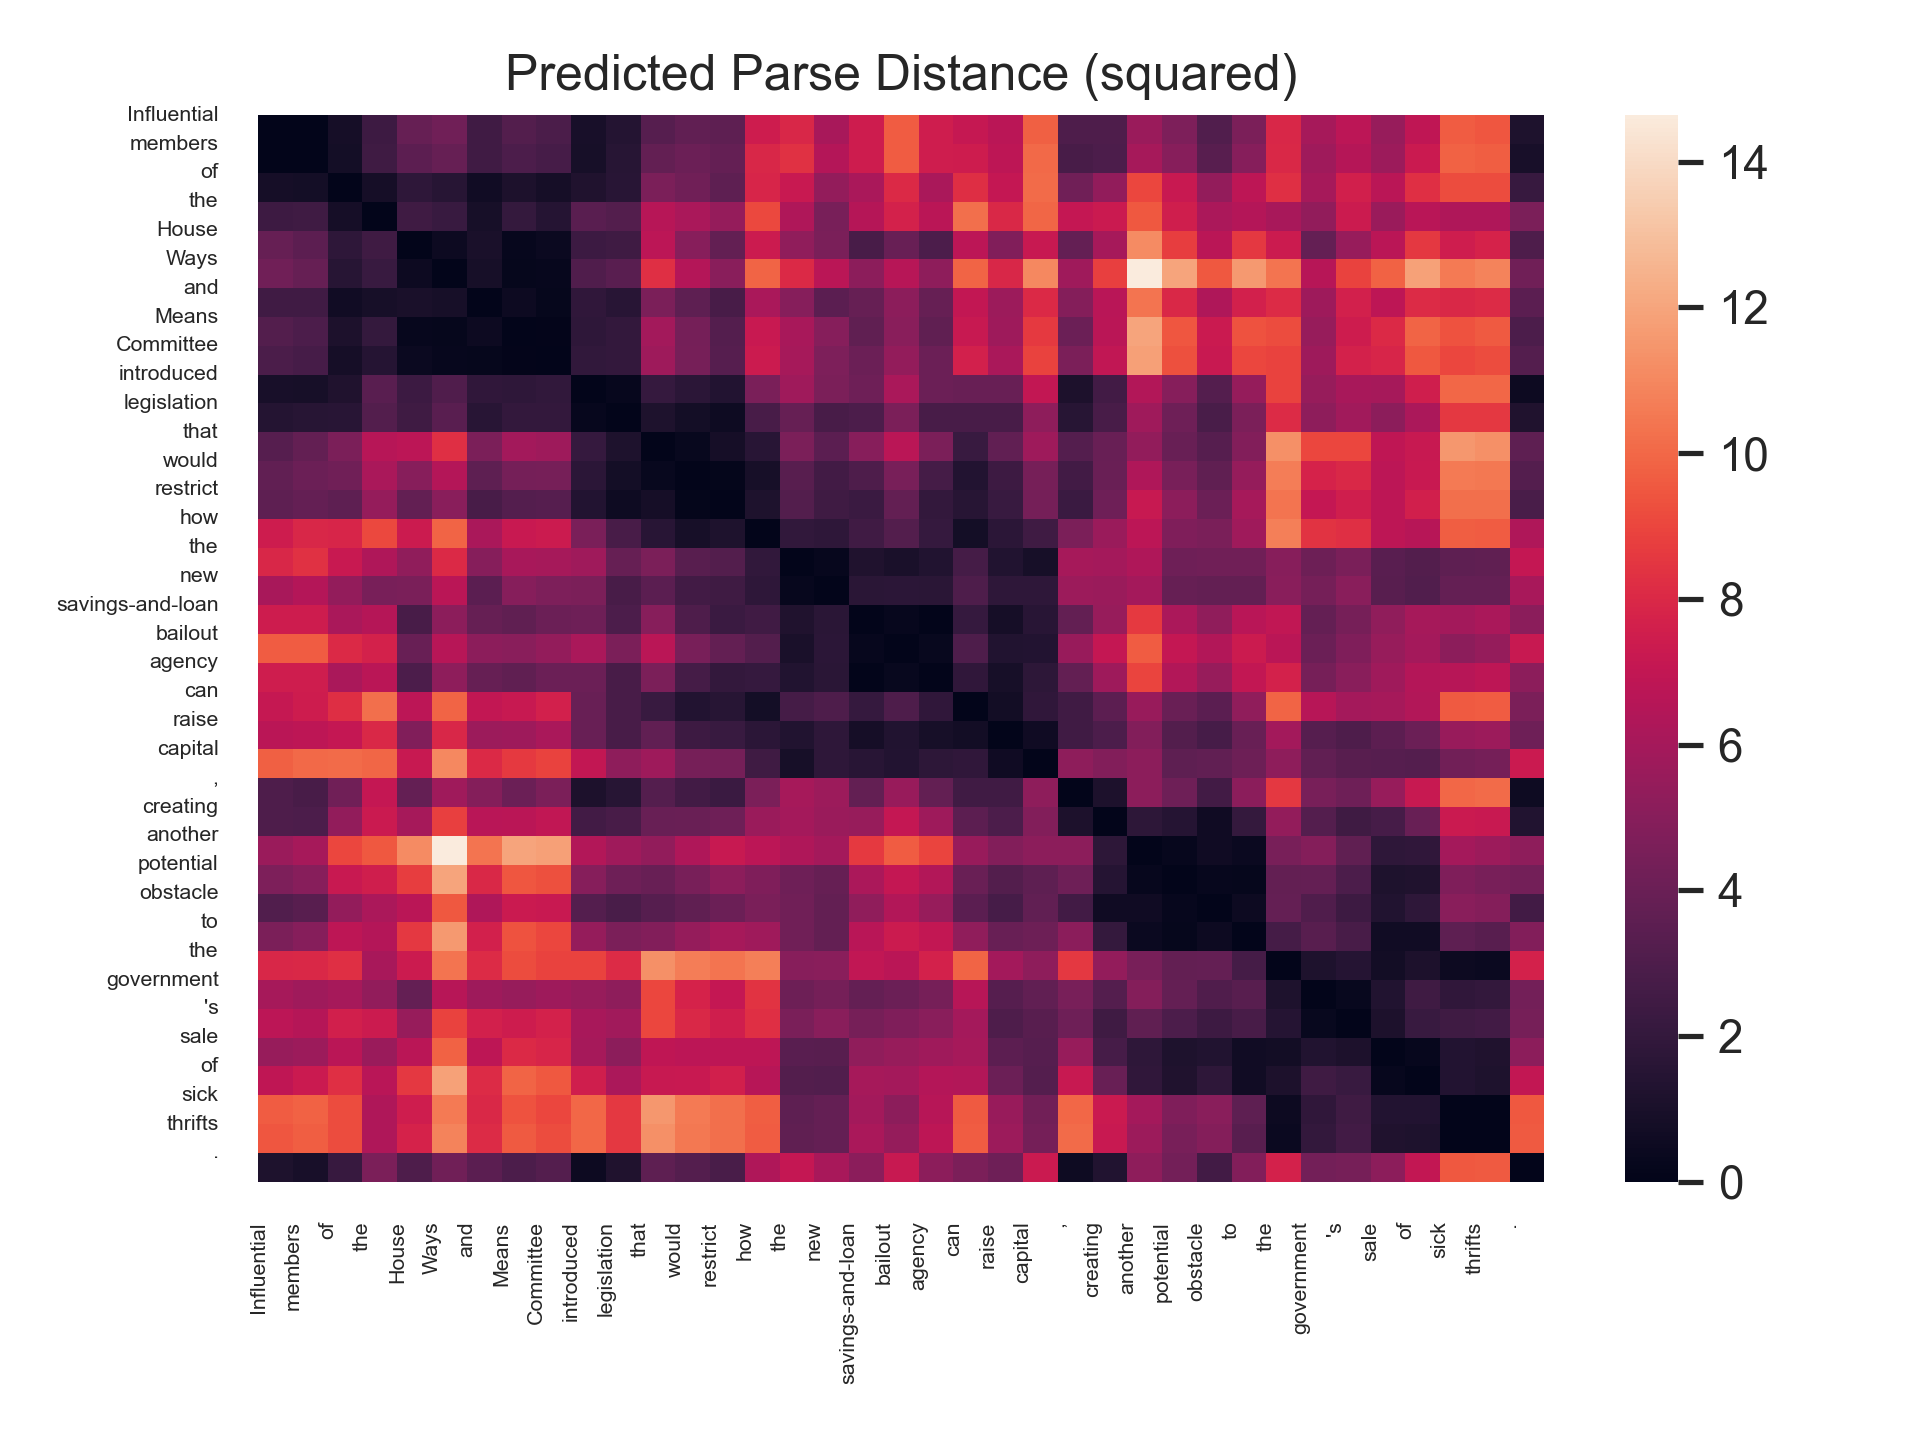 Predicted Parse Distance (squared)
Influential
members
of
the
House
Ways
and
Means
Committee
introduced
legislation
that
would
restrict
how
the
new
savings-and-loan
bailout
agency
can
raise
capital
,
creating
another
potential
obstacle
to
the
government
's
sale
of
sick
thrifts
.
14
12
10
8
6
4
2
0
Influential
members
of
the
House
Ways
and
Means
Committee
introduced
legislation
that
would
restrict
how
the
new
savings-and-loan
bailout
agency
can
raise
capital
,
creating
another
potential
obstacle
to
the
government
's
sale
of
sick
thrifts
.